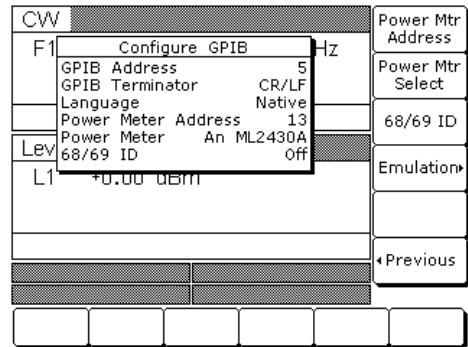 CW
F1 Hz
Configure GPIB
GPIB Address 5
GPIB Terminator CR/LF
Language Native
Power Meter Address 13
Power Meter An ML2430A
68/69 ID Off
Lev
L1 +0.00 dBm
Power Mtr
Address
Power Mtr
Select
68/69 ID
Emulation
Previous